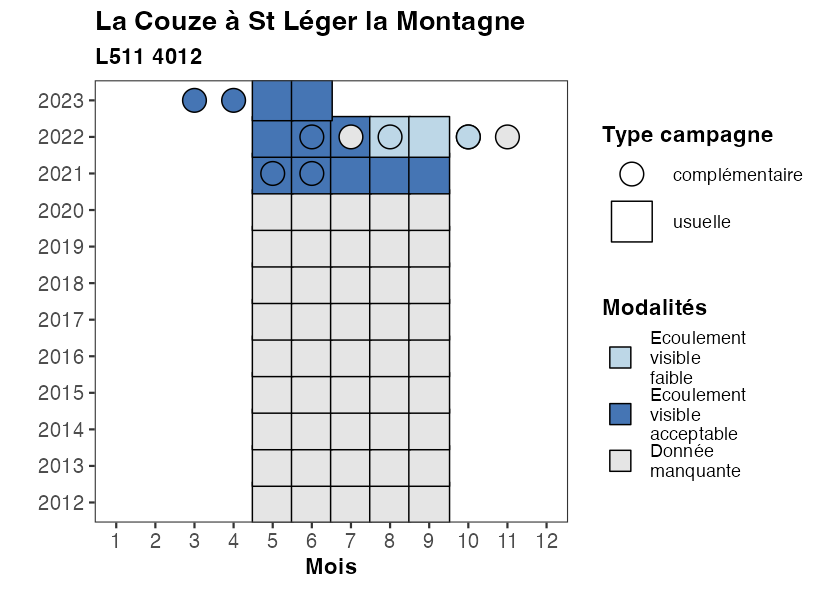 La Couze à St Léger la Montagne
L511 4012
2023
2022
2021
2020
2019
2018
2017
2016
2015
2014
2013
2012
1 2 3 4 5 6 7 8 9 10 11 12
Mois
Type campagne
complémentaire
usuelle
Modalités
Ecoulement
visible
faible
Ecoulement
visible
acceptable
Donnée
manquante